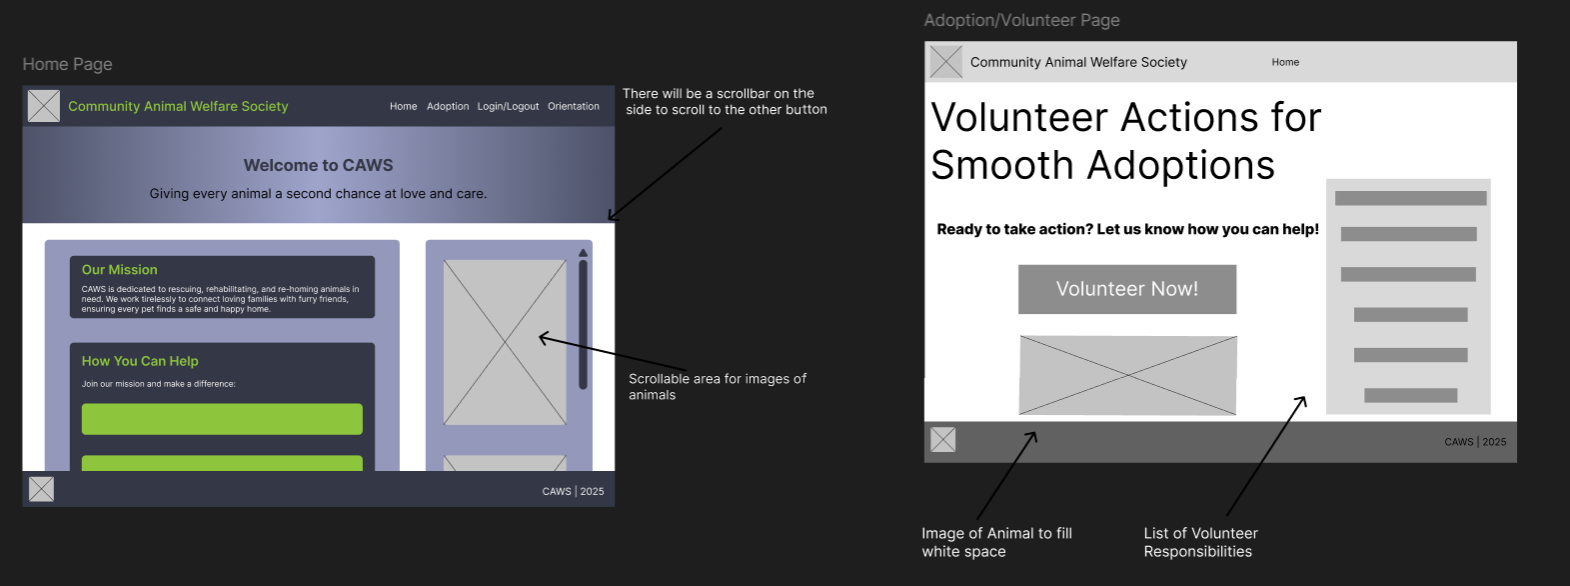 Home Page
Community Animal Welfare Society
Home Adoption Login/Logout Orientation
Welcome to CAWS
Giving every animal a second chance at love and care.
Our Mission
CAWS is dedicated to rescuing, rehabilitating, and re-homing animals in
need. We work tirelessly to connect loving families with furry friends,
ensuring every pet finds a safe and happy home.
How You Can Help
Join our mission and make a difference:
CAWS | 2025
There will be a scrollbar on the
side to scroll to the other button
Scrollable area for images of
animals
Adoption/Volunteer Page
Community Animal Welfare Society
Home
Volunteer Actions for
Smooth Adoptions
Ready to take action? Let us know how you can help!
Volunteer Now!
CAWS | 2025
Image of Animal to fill
white space
List of Volunteer
Responsibilities